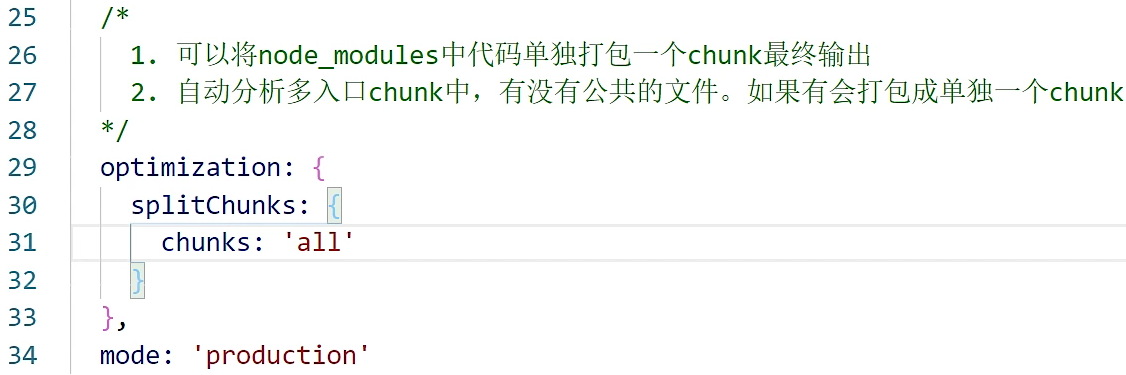 25 /*
26 1. 可以将node_modules中代码单独打包一个chunk最终输出
27 2. 自动分析多入口chunk中，有没有公共的文件。如果有会打包成单独一个chunk
28 */
29 optimization: {
30 splitChunks: {
31 chunks: 'all'
32 }
33 },
34 mode: 'production'